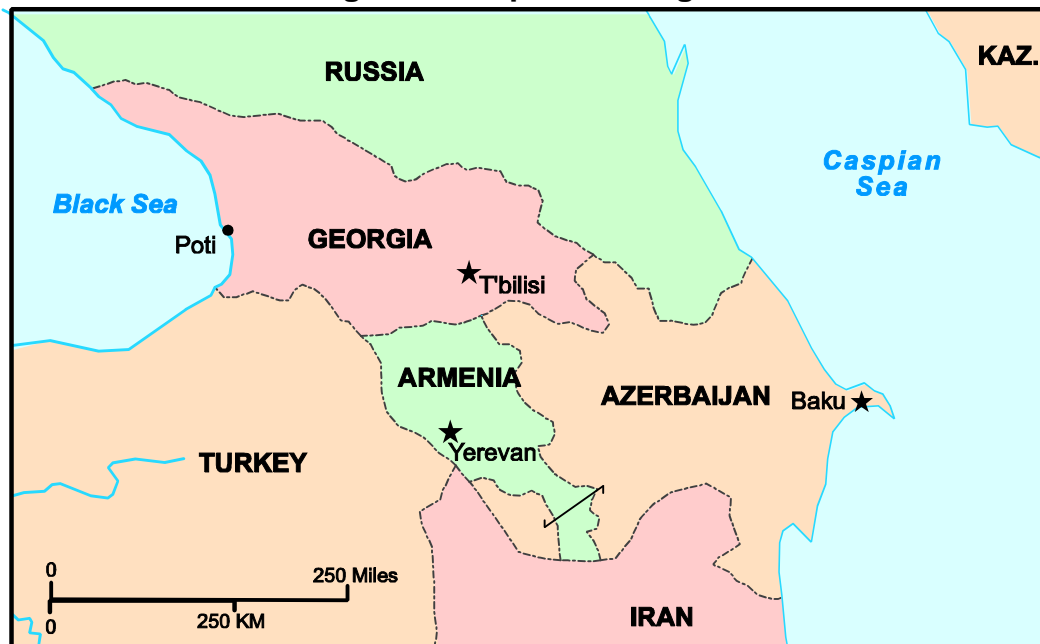 RUSSIA
KAZ.
Caspian
Sea
Black Sea
Poti
GEORGIA
T'bilisi
ARMENIA
AZERBAIJAN
Baku
Yerevan
TURKEY
0
250 Miles
250 KM
0
IRAN